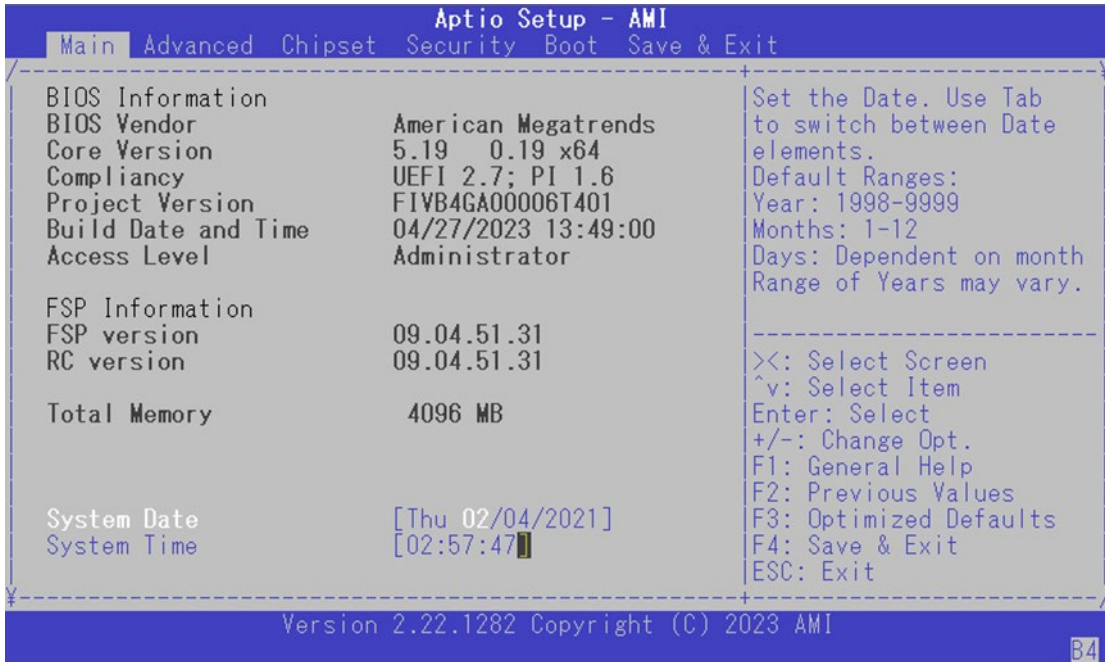 Aptio Setup - AMI
Main Advanced Chipset Security Boot Save & Exit
BIOS Information
BIOS Vendor American Megatrends
Core Version 5.19 0.19 x64
Compliancy UEFI 2.7; PI 1.6
Project Version FIVB4GA00006T401
Build Date and Time 04/27/2023 13:49:00
Access Level Administrator
FSP Information
FSP version 09.04.51.31
RC version 09.04.51.31
Total Memory 4096 MB
System Date [Thu 02/04/2021]
System Time [02:57:47]
Set the Date. Use Tab
to switch between Date
elements.
Default Ranges:
Year: 1998-9999
Months: 1-12
Days: Dependent on month
Range of Years may vary.
><: Select Screen
^v: Select Item
Enter: Select
+/-: Change Opt.
F1: General Help
F2: Previous Values
F3: Optimized Defaults
F4: Save & Exit
ESC: Exit
Version 2.22.1282 Copyright (C) 2023 AMI
B4